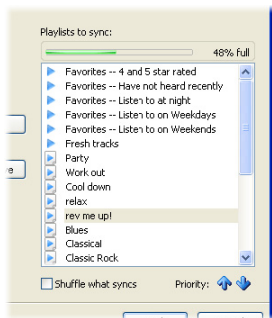 Playlists to sync:
48% full
Favorites -- 4 and 5 star rated
Favorites -- Have not heard recently
Favorites -- Listen to at night
Favorites -- Listen to on Weekdays
Favorites -- Listen to on Weekends
Fresh tracks
Party
Work out
Cool down
relax
rev me up!
Blues
Classical
Classic Rock
Shuffle what syncs Priority: